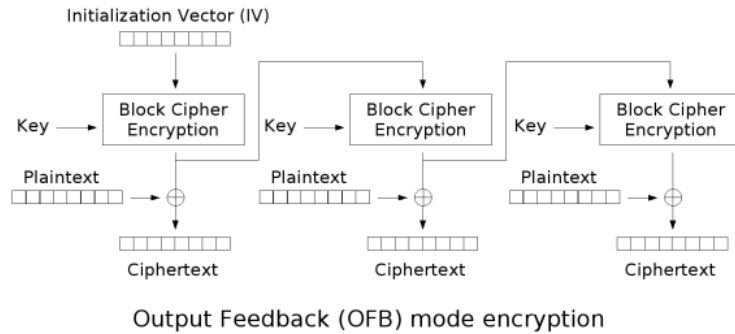 Initialization Vector (IV)
Key
Block Cipher
Encryption
Key
Block Cipher
Encryption
Key
Block Cipher
Encryption
Plaintext
Plaintext
Plaintext
Ciphertext
Ciphertext
Ciphertext
Output Feedback (OFB) mode encryption